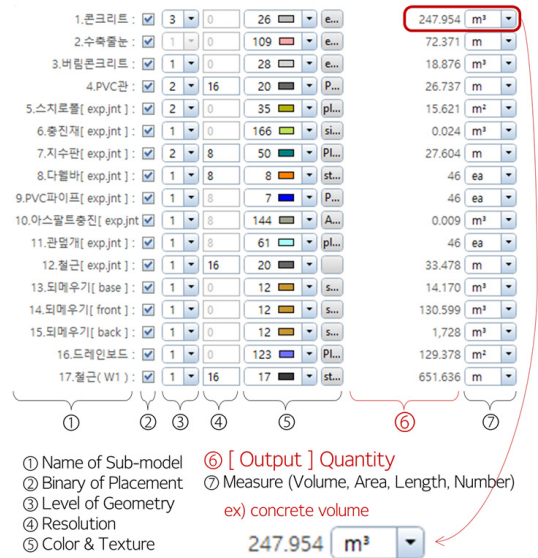 1.콘크리트 : 3 0 26 e... 247.954 m³
2.수축줄눈 : 1 0 109 e... 72.371 m
3.버림콘크리트 : 1 0 28 e... 18.876 m³
4.PVC관 : 2 16 20 P... 26.737 m
5.스치로폴[ exp.jnt ] : 2 0 35 pl... 15.621 m²
6.충진재[ exp.jnt ] : 1 0 166 si... 0.024 m³
7.지수판[ exp.jnt ] : 2 8 50 Pl... 27.604 m
8.다웰바[ exp.jnt ] : 1 8 8 st... 46 ea
9.PVC파이프[ exp.jnt ] : 1 8 7 P... 46 ea
10.아스팔트충진[ exp.jnt 1 8 144 A... 0.009 m³
11.관덮개[ exp.jnt ] : 1 8 61 pl... 46 ea
12.철근[ exp.jnt ] : 1 16 20 33.478 m
13.되메우기[ base ] : 1 0 12 s... 14.170 m³
14.되메우기[ front ] : 1 0 12 s... 130.599 m³
15.되메우기[ back ] : 1 0 12 s... 1,728 m³
16.드레인보드 : 1 0 123 Pl... 129.378 m²
17.철근( W1 ) : 1 16 17 st... 651.636 m
① ② ③ ④ ⑤ ⑥ ⑦
① Name of Sub-model
② Binary of Placement
③ Level of Geometry
④ Resolution
⑤ Color & Texture
⑥ [ Output ] Quantity
⑦ Measure (Volume, Area, Length, Number)
ex) concrete volume
247.954 m³